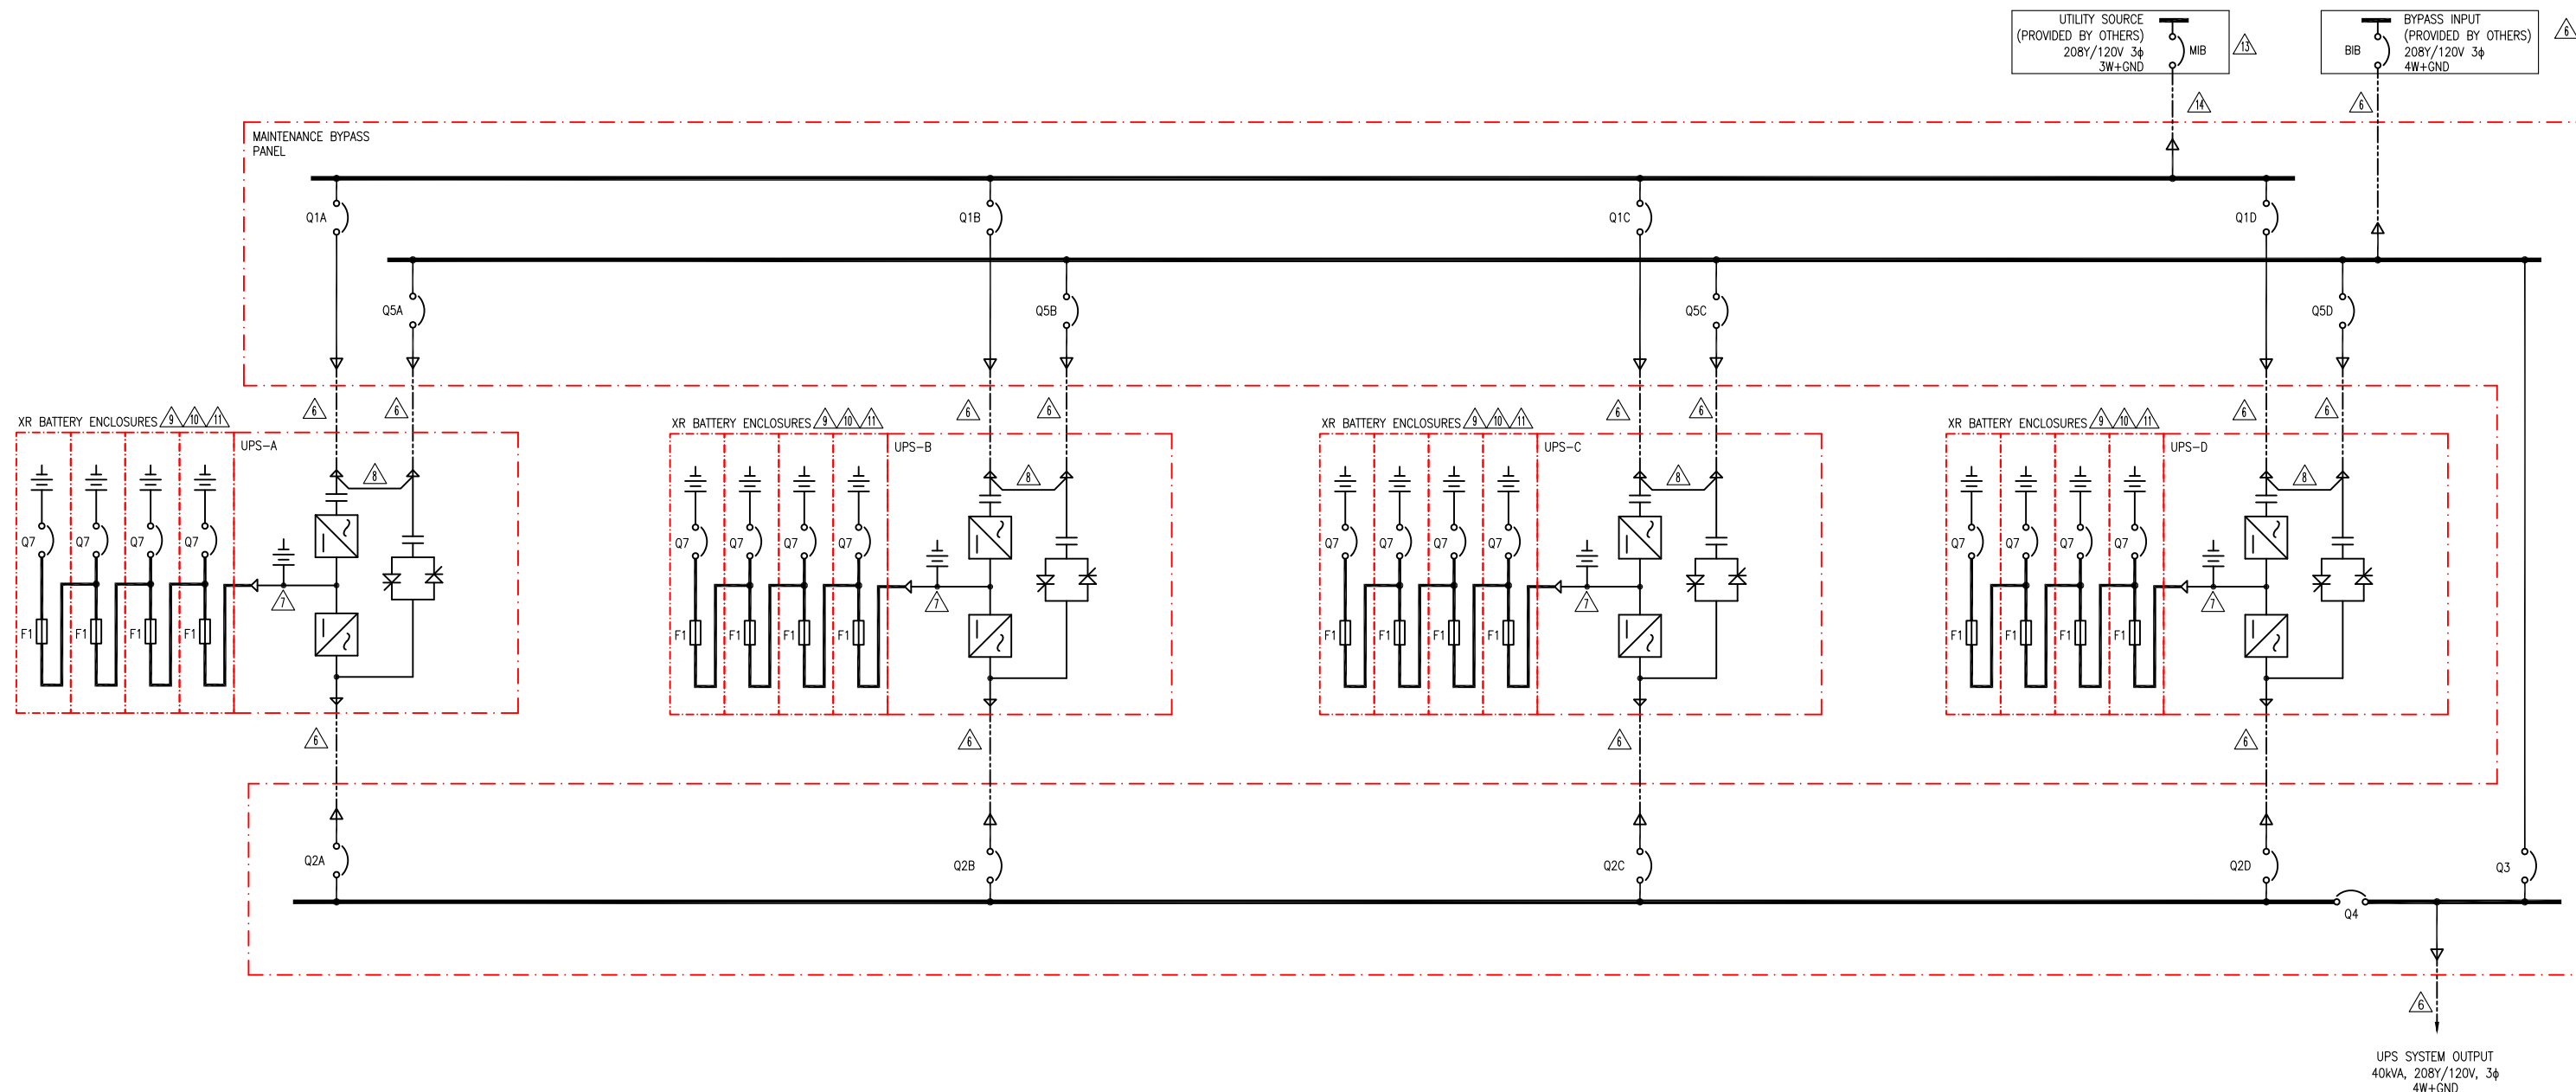 UTILITY SOURCE
(PROVIDED BY OTHERS)
208Y/120V 3ϕ
3W+GND
MIB
13
BIB
BYPASS INPUT
(PROVIDED BY OTHERS)
208Y/120V 3ϕ
4W+GND
6
14
6
MAINTENANCE BYPASS
PANEL
Q1A
Q1B
Q1C
Q1D
Q5A
Q5B
Q5C
Q5D
XR BATTERY ENCLOSURES 9 10 11
6
6
UPS-A
8
Q7
Q7
Q7
Q7
7
F1
F1
F1
F1
6
XR BATTERY ENCLOSURES 9 10 11
6
6
UPS-B
8
Q7
Q7
Q7
Q7
7
F1
F1
F1
F1
6
XR BATTERY ENCLOSURES 9 10 11
6
6
UPS-C
8
Q7
Q7
Q7
Q7
7
F1
F1
F1
F1
6
XR BATTERY ENCLOSURES 9 10 11
6
6
UPS-D
8
Q7
Q7
Q7
Q7
7
F1
F1
F1
F1
6
Q2A
Q2B
Q2C
Q2D
Q3
Q4
6
UPS SYSTEM OUTPUT
40kVA, 208Y/120V, 3ϕ
4W+GND